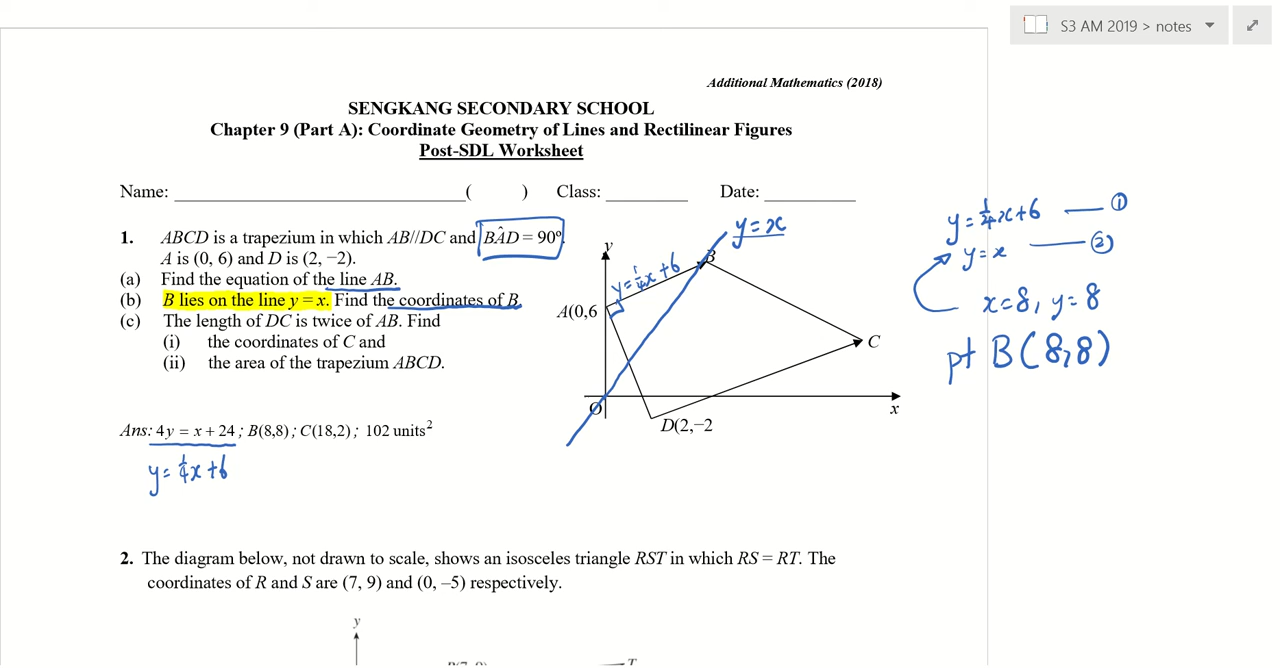 S3 AM 2019 > notes
Additional Mathematics (2018)
SENGKANG SECONDARY SCHOOL
Chapter 9 (Part A): Coordinate Geometry of Lines and Rectilinear Figures
Post-SDL Worksheet
Name: ( ) Class: Date:
1. ABCD is a trapezium in which AB//DC and BÂD = 90°.
A is (0, 6) and D is (2, −2).
(a) Find the equation of the line AB.
(b) B lies on the line y = x. Find the coordinates of B.
(c) The length of DC is twice of AB. Find
(i) the coordinates of C and
(ii) the area of the trapezium ABCD.
Ans: 4y = x + 24 ; B(8,8) ; C(18,2) ; 102 units²
y = 1/4 x + 6
y
y = x
B
y = 1/4 x + 6
A(0,6
C
O
x
D(2,−2
y = 1/4 x + 6 — ①
y = x — ②
x = 8, y = 8
pt B(8,8)
2. The diagram below, not drawn to scale, shows an isosceles triangle RST in which RS = RT. The
coordinates of R and S are (7, 9) and (0, −5) respectively.
y
T